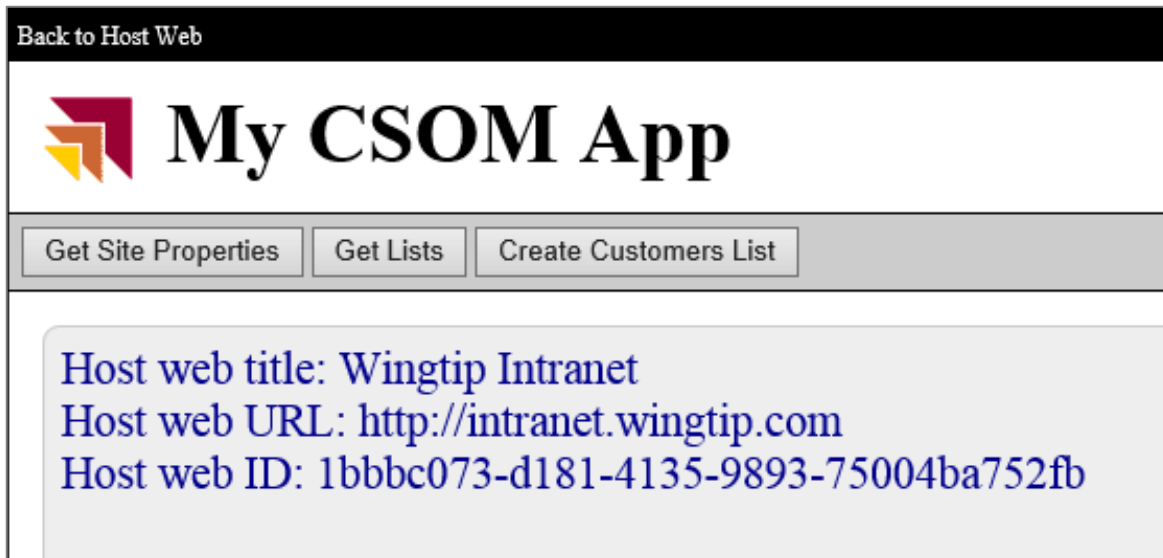 Back to Host Web
My CSOM App
Get Site Properties Get Lists Create Customers List
Host web title: Wingtip Intranet
Host web URL: http://intranet.wingtip.com
Host web ID: 1bbbc073-d181-4135-9893-75004ba752fb